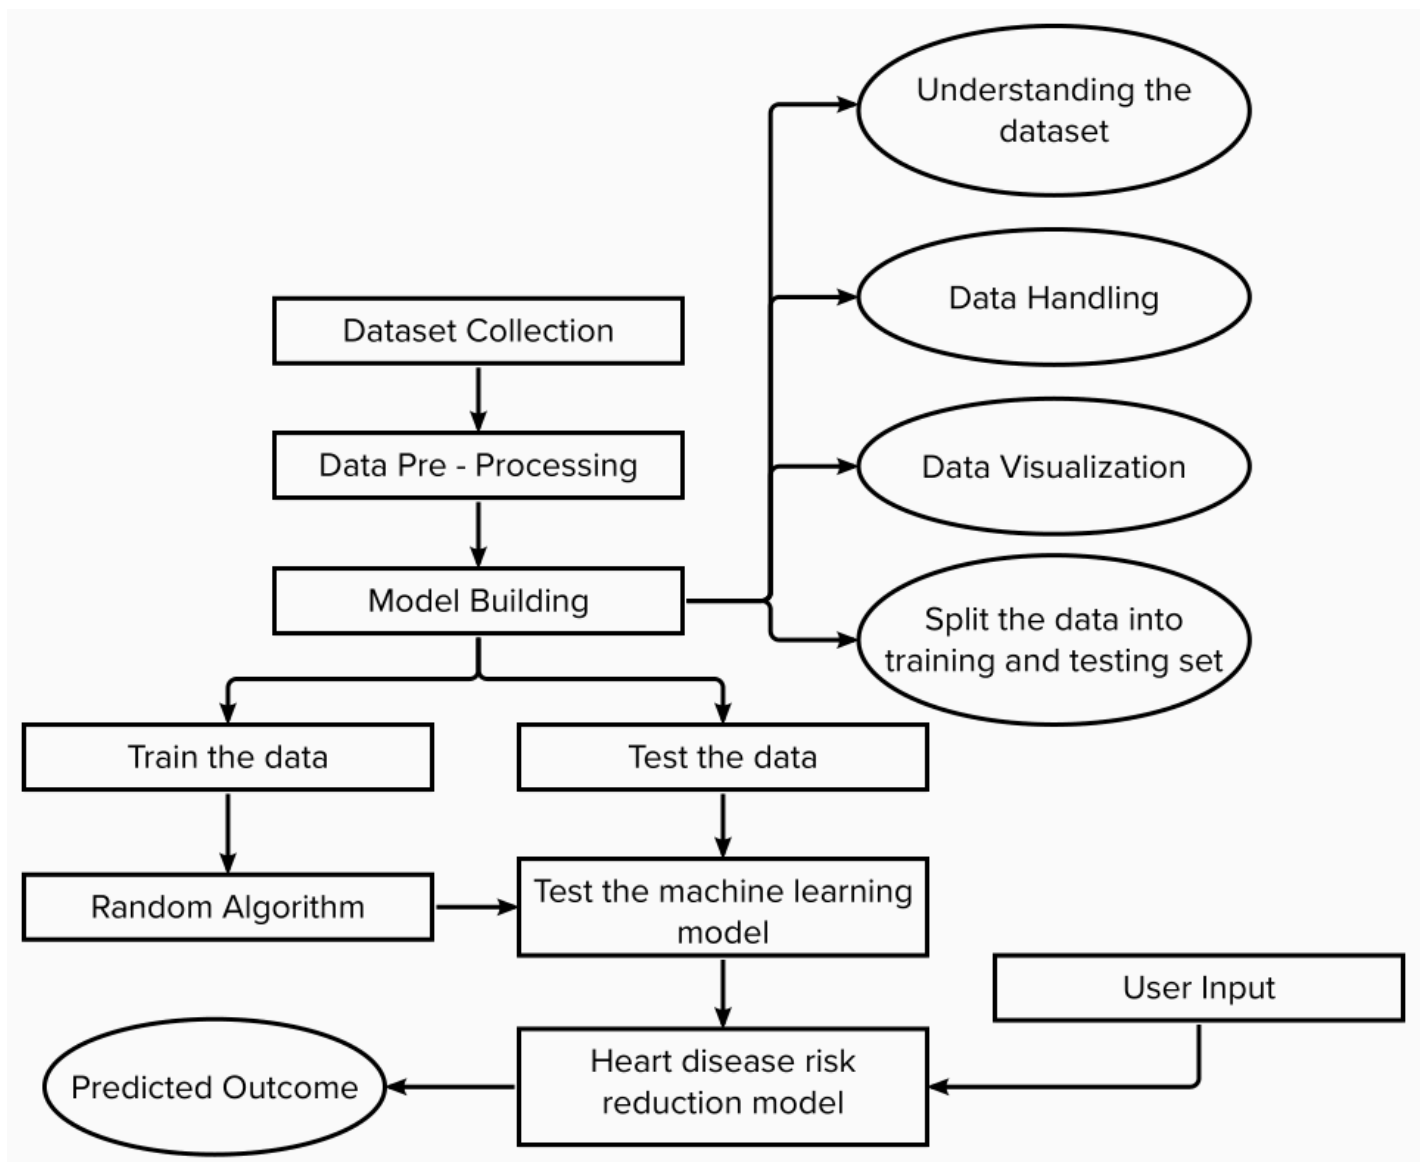 Understanding the
dataset
Data Handling
Dataset Collection
Data Pre - Processing
Data Visualization
Model Building
Split the data into
training and testing set
Train the data
Test the data
Random Algorithm
Test the machine learning
model
User Input
Heart disease risk
reduction model
Predicted Outcome